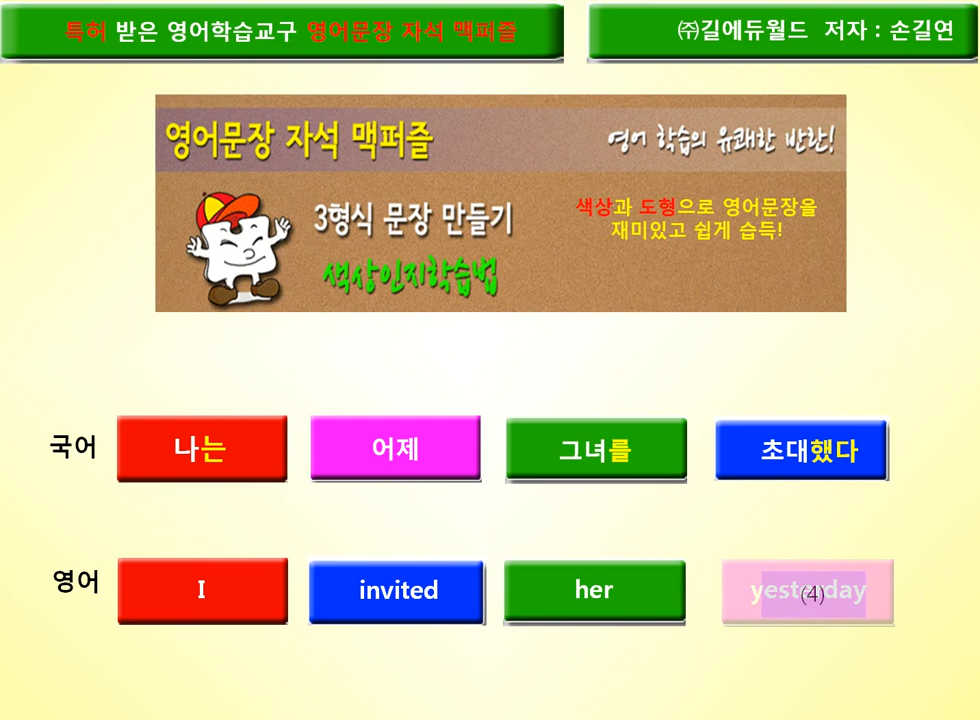 특허 받은 영어학습교구 영어문장 자석 맥퍼즐
㈜길에듀월드 저자 : 손길연
영어문장 자석 맥퍼즐
영어 학습의 유쾌한 반란!
3형식 문장 만들기
색상인지학습법
색상과 도형으로 영어문장을
재미있고 쉽게 습득!
국어 나는 어제 그녀를 초대했다
영어 I invited her yesterday
(4)